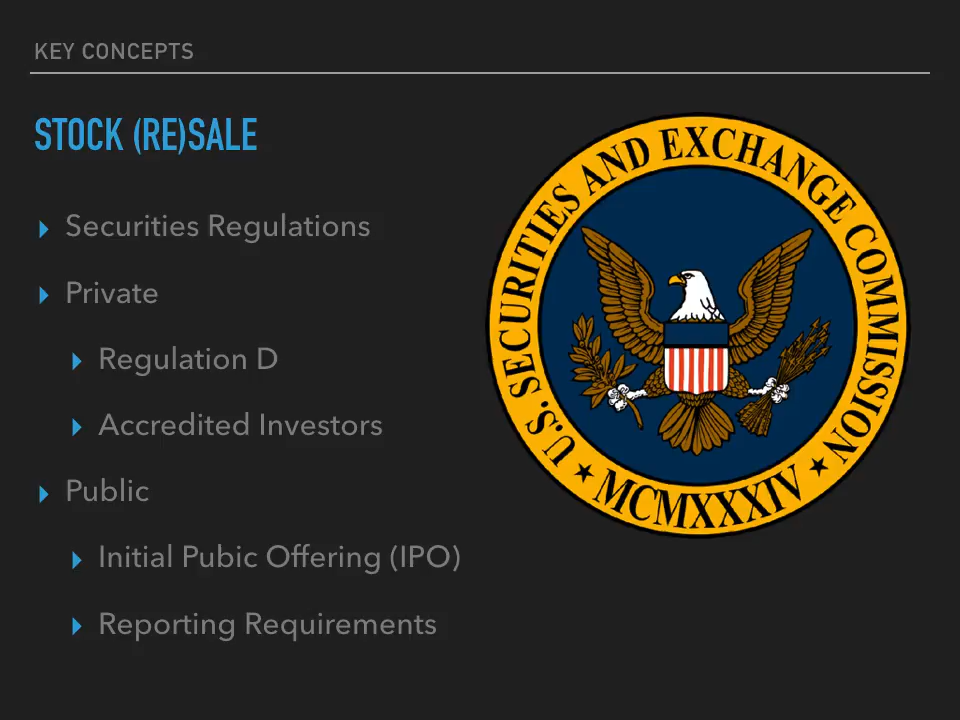 KEY CONCEPTS
STOCK (RE)SALE
▸ Securities Regulations
▸ Private
▸ Regulation D
▸ Accredited Investors
▸ Public
▸ Initial Pubic Offering (IPO)
▸ Reporting Requirements
U.S. SECURITIES AND EXCHANGE COMMISSION
★ MCMXXXIV ★